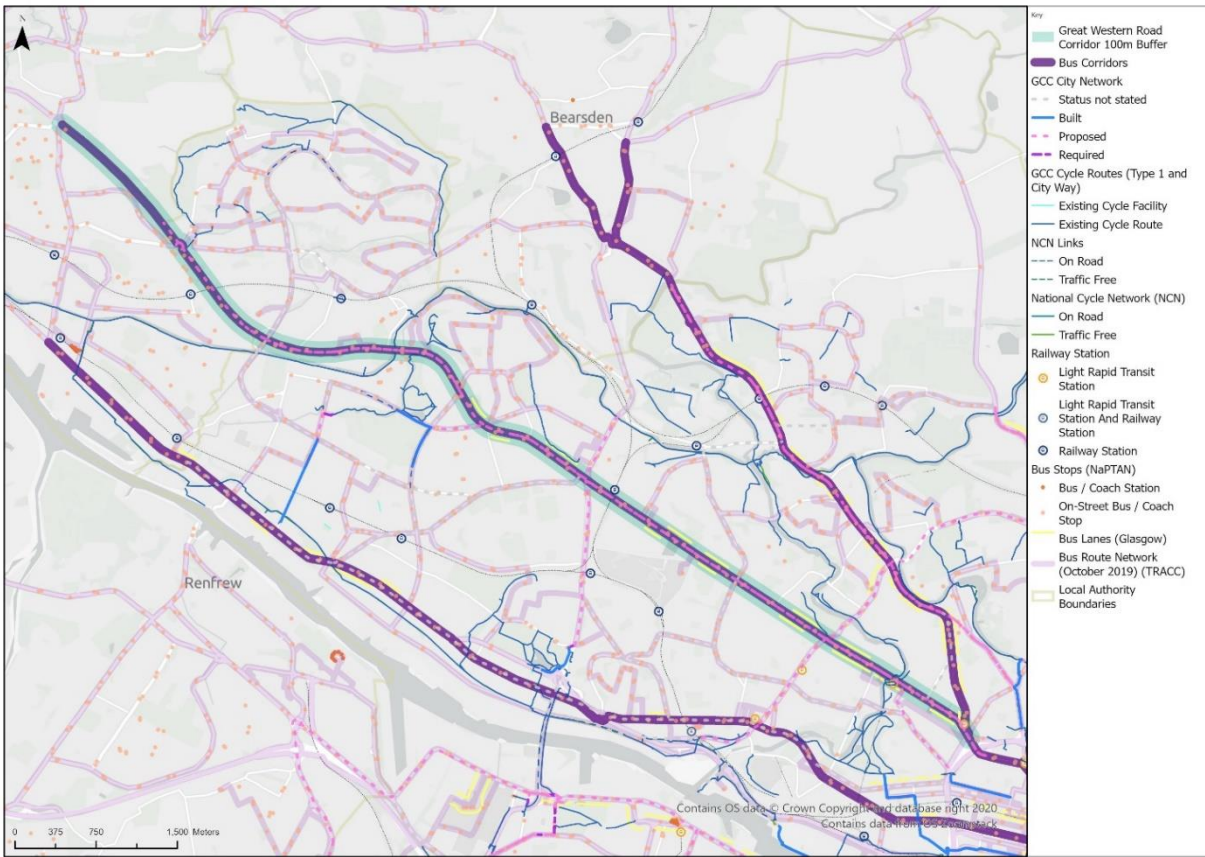 N
Bearsden
Renfrew
0 375 750 1,500 Meters
Contains OS data © Crown Copyright and database right 2020
Contains data from OS
Key
Great Western Road
Corridor 100m Buffer
Bus Corridors
GCC City Network
Status not stated
Built
Proposed
Required
GCC Cycle Routes (Type 1 and
City Way)
Existing Cycle Facility
Existing Cycle Route
NCN Links
On Road
Traffic Free
National Cycle Network (NCN)
On Road
Traffic Free
Railway Station
Light Rapid Transit
Station
Light Rapid Transit
Station And Railway
Station
Railway Station
Bus Stops (NaPTAN)
Bus / Coach Station
On-Street Bus / Coach
Stop
Bus Lanes (Glasgow)
Bus Route Network
(October 2019) (TRACC)
Local Authority
Boundaries